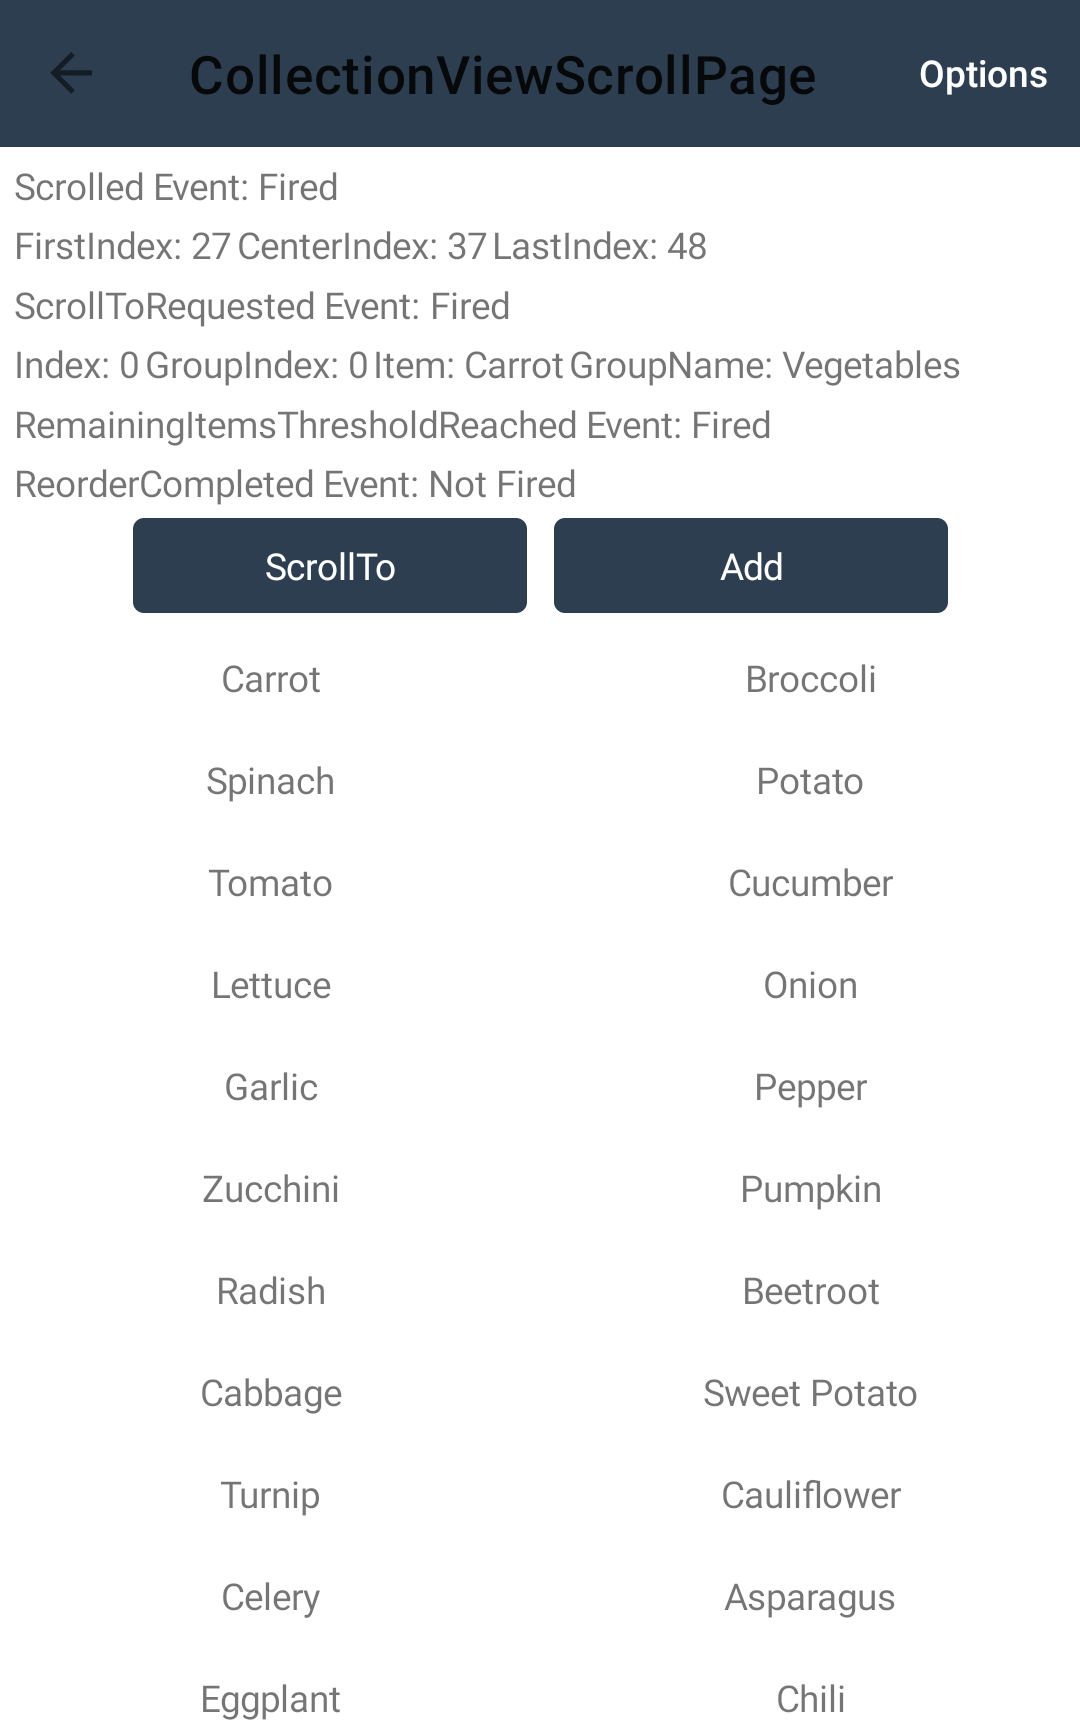 CollectionViewScrollPage Options
Scrolled Event: Fired
FirstIndex: 27 CenterIndex: 37 LastIndex: 48
ScrollToRequested Event: Fired
Index: 0 GroupIndex: 0 Item: Carrot GroupName: Vegetables
RemainingItemsThresholdReached Event: Fired
ReorderCompleted Event: Not Fired
ScrollTo Add
Carrot Broccoli
Spinach Potato
Tomato Cucumber
Lettuce Onion
Garlic Pepper
Zucchini Pumpkin
Radish Beetroot
Cabbage Sweet Potato
Turnip Cauliflower
Celery Asparagus
Eggplant Chili